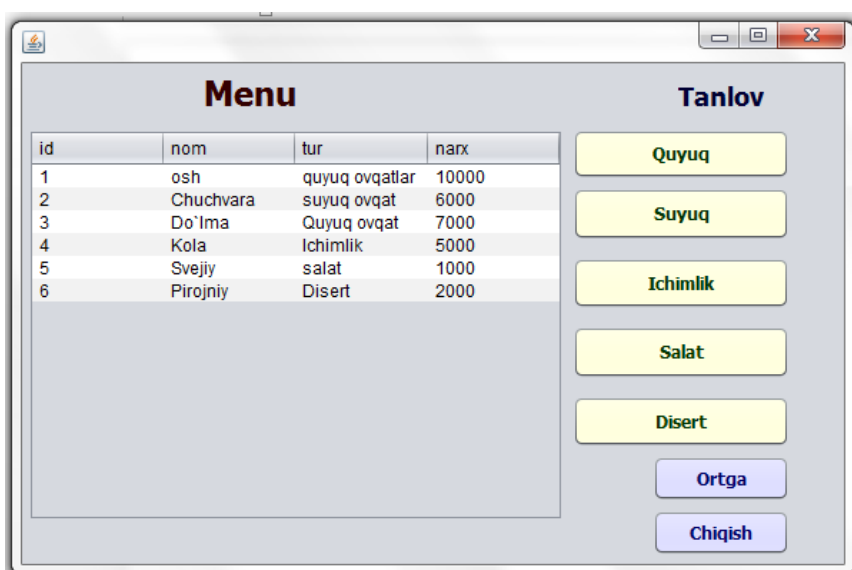 Menu
Tanlov
id nom tur narx
1 osh quyuq ovqatlar 10000
2 Chuchvara suyuq ovqat 6000
3 Do`lma Quyuq ovqat 7000
4 Kola Ichimlik 5000
5 Svejiy salat 1000
6 Pirojniy Disert 2000
Quyuq
Suyuq
Ichimlik
Salat
Disert
Ortga
Chiqish